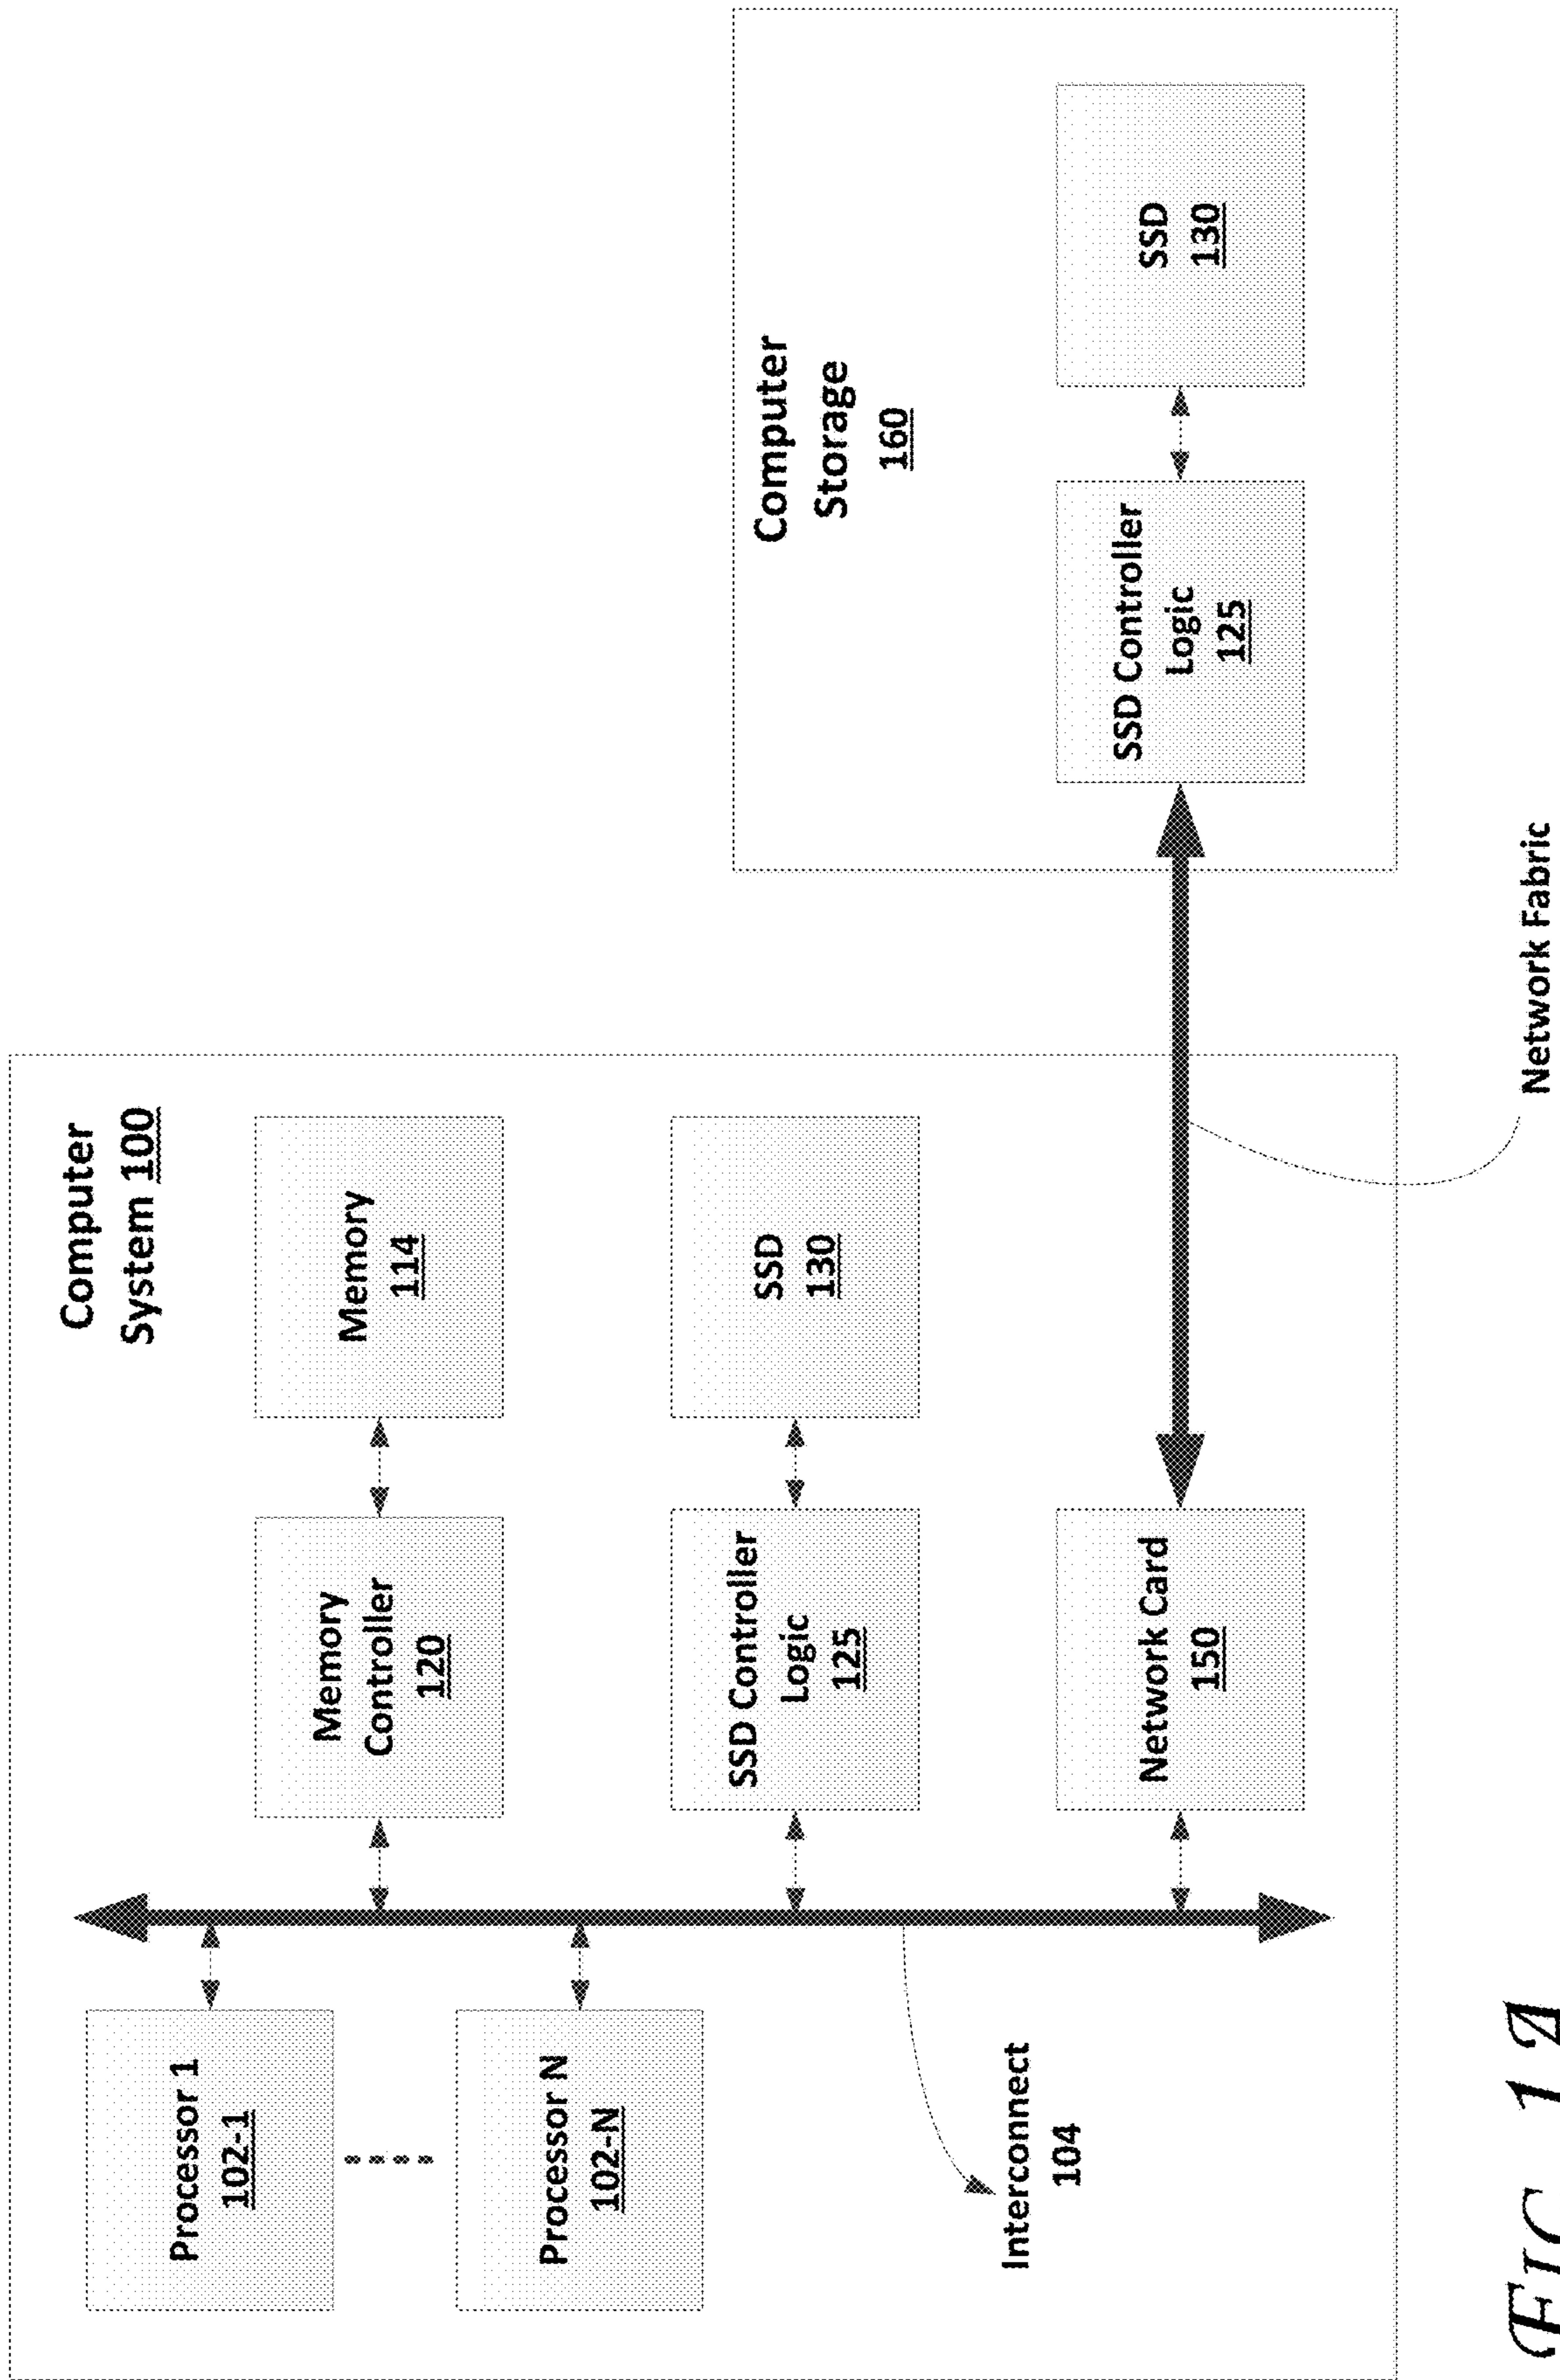 Computer
System 100
Processor 1
102-1
Processor N
102-N
Interconnect
104
Memory
Controller
120
Memory
114
SSD Controller
Logic
125
SSD
130
Network Card
150
Computer
Storage
160
SSD Controller
Logic
125
SSD
130
Network Fabric
FIG. 1A